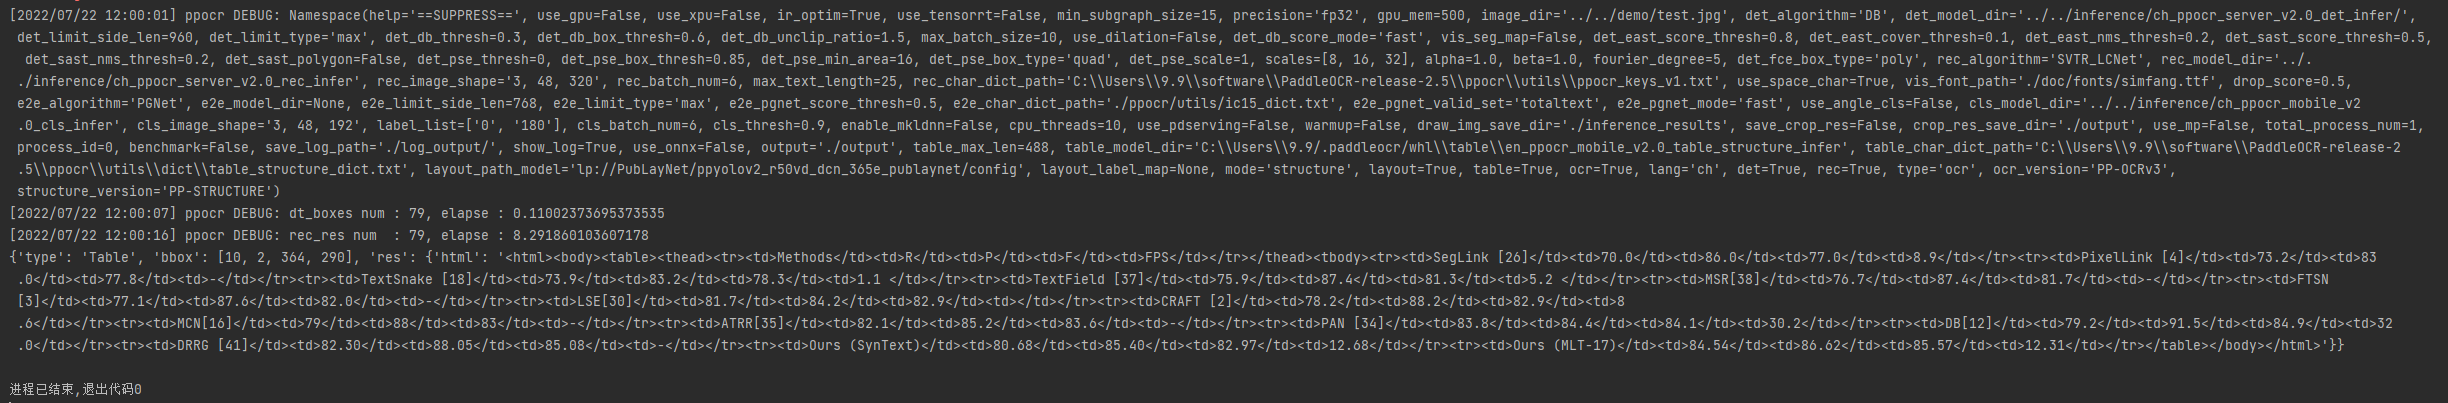 [2022/07/22 12:00:01] ppocr DEBUG: Namespace(help='==SUPPRESS==', use_gpu=False, use_xpu=False, ir_optim=True, use_tensorrt=False, min_subgraph_size=15, precision='fp32', gpu_mem=500, image_dir='../../demo/test.jpg', det_algorithm='DB', det_model_dir='../../inference/ch_ppocr_server_v2.0_det_infer/',
det_limit_side_len=960, det_limit_type='max', det_db_thresh=0.3, det_db_box_thresh=0.6, det_db_unclip_ratio=1.5, max_batch_size=10, use_dilation=False, det_db_score_mode='fast', vis_seg_map=False, det_east_score_thresh=0.8, det_east_cover_thresh=0.1, det_east_nms_thresh=0.2, det_sast_score_thresh=0.5,
det_sast_nms_thresh=0.2, det_sast_polygon=False, det_pse_thresh=0, det_pse_box_thresh=0.85, det_pse_min_area=16, det_pse_box_type='quad', det_pse_scale=1, scales=[8, 16, 32], alpha=1.0, beta=1.0, fourier_degree=5, det_fce_box_type='poly', rec_algorithm='SVTR_LCNet', rec_model_dir='../.
./inference/ch_ppocr_server_v2.0_rec_infer', rec_image_shape='3, 48, 320', rec_batch_num=6, max_text_length=25, rec_char_dict_path='C:\\Users\\9.9\\software\\PaddleOCR-release-2.5\\ppocr\\utils\\ppocr_keys_v1.txt', use_space_char=True, vis_font_path='./doc/fonts/simfang.ttf', drop_score=0.5,
e2e_algorithm='PGNet', e2e_model_dir=None, e2e_limit_side_len=768, e2e_limit_type='max', e2e_pgnet_score_thresh=0.5, e2e_char_dict_path='./ppocr/utils/ic15_dict.txt', e2e_pgnet_valid_set='totaltext', e2e_pgnet_mode='fast', use_angle_cls=False, cls_model_dir='../../inference/ch_ppocr_mobile_v2
.0_cls_infer', cls_image_shape='3, 48, 192', label_list=['0', '180'], cls_batch_num=6, cls_thresh=0.9, enable_mkldnn=False, cpu_threads=10, use_pdserving=False, warmup=False, draw_img_save_dir='./inference_results', save_crop_res=False, crop_res_save_dir='./output', use_mp=False, total_process_num=1,
process_id=0, benchmark=False, save_log_path='./log_output/', show_log=True, use_onnx=False, output='./output', table_max_len=488, table_model_dir='C:\\Users\\9.9/.paddleocr/whl\\table\\en_ppocr_mobile_v2.0_table_structure_infer', table_char_dict_path='C:\\Users\\9.9\\software\\PaddleOCR-release-2
.5\\ppocr\\utils\\dict\\table_structure_dict.txt', layout_path_model='lp://PubLayNet/ppyolov2_r50vd_dcn_365e_publaynet/config', layout_label_map=None, mode='structure', layout=True, table=True, ocr=True, lang='ch', det=True, rec=True, type='ocr', ocr_version='PP-OCRv3',
structure_version='PP-STRUCTURE')
[2022/07/22 12:00:07] ppocr DEBUG: dt_boxes num : 79, elapse : 0.11002373695373535
[2022/07/22 12:00:16] ppocr DEBUG: rec_res num  : 79, elapse : 8.291860103607178
{'type': 'Table', 'bbox': [10, 2, 364, 290], 'res': {'html': '<html><body><table><thead><tr><td>Methods</td><td>R</td><td>P</td><td>F</td><td>FPS</td></tr></thead><tbody><tr><td>SegLink [26]</td><td>70.0</td><td>86.0</td><td>77.0</td><td>8.9</td></tr><tr><td>PixelLink [4]</td><td>73.2</td><td>83
.0</td><td>77.8</td><td>-</td></tr><tr><td>TextSnake [18]</td><td>73.9</td><td>83.2</td><td>78.3</td><td>1.1 </td></tr><tr><td>TextField [37]</td><td>75.9</td><td>87.4</td><td>81.3</td><td>5.2 </td></tr><tr><td>MSR[38]</td><td>76.7</td><td>87.4</td><td>81.7</td><td>-</td></tr><tr><td>FTSN
[3]</td><td>77.1</td><td>87.6</td><td>82.0</td><td>-</td></tr><tr><td>LSE[30]</td><td>81.7</td><td>84.2</td><td>82.9</td><td></td></tr><tr><td>CRAFT [2]</td><td>78.2</td><td>88.2</td><td>82.9</td><td>8
.6</td></tr><tr><td>MCN[16]</td><td>79</td><td>88</td><td>83</td><td>-</td></tr><tr><td>ATRR[35]</td><td>82.1</td><td>85.2</td><td>83.6</td><td>-</td></tr><tr><td>PAN [34]</td><td>83.8</td><td>84.4</td><td>84.1</td><td>30.2</td></tr><tr><td>DB[12]</td><td>79.2</td><td>91.5</td><td>84.9</td><td>32
.0</td></tr><tr><td>DRRG [41]</td><td>82.30</td><td>88.05</td><td>85.08</td><td>-</td></tr><tr><td>Ours (SynText)</td><td>80.68</td><td>85.40</td><td>82.97</td><td>12.68</td></tr><tr><td>Ours (MLT-17)</td><td>84.54</td><td>86.62</td><td>85.57</td><td>12.31</td></tr></table></body></html>'}}
进程已结束,退出代码0